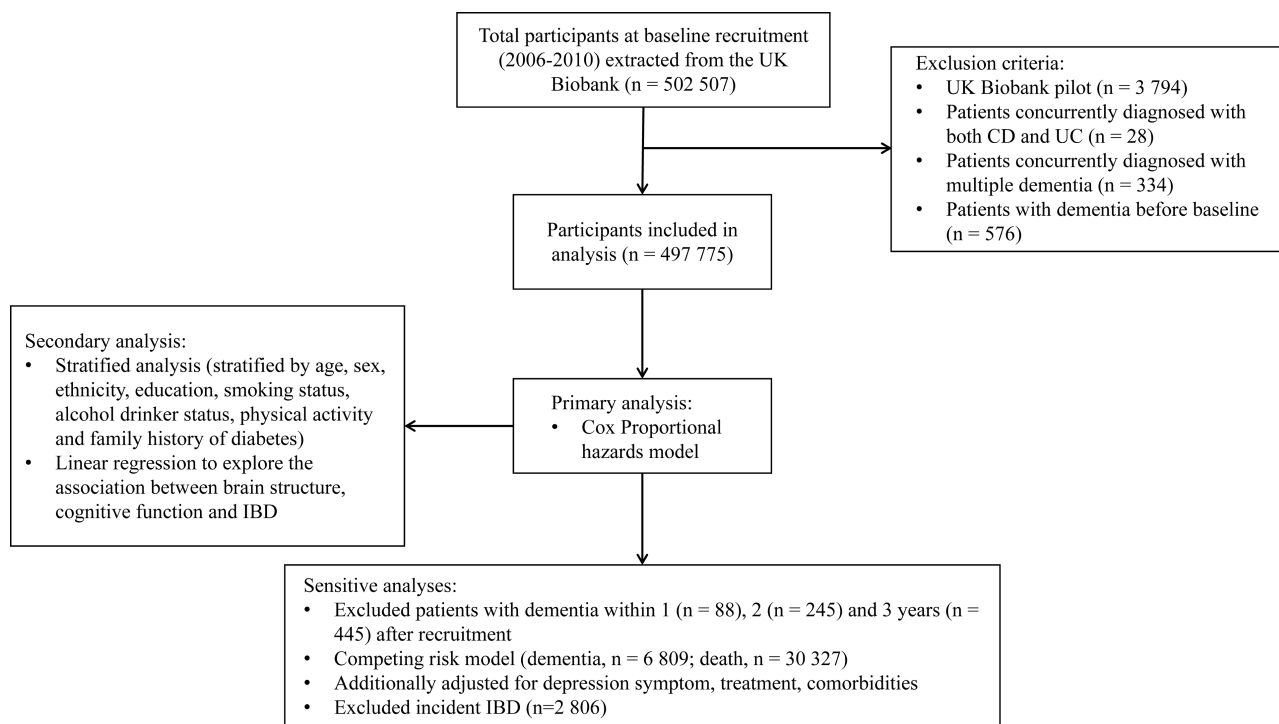 Total participants at baseline recruitment
(2006-2010) extracted from the UK
Biobank (n = 502 507)
Exclusion criteria:
• UK Biobank pilot (n = 3 794)
• Patients concurrently diagnosed with
both CD and UC (n = 28)
• Patients concurrently diagnosed with
multiple dementia (n = 334)
• Patients with dementia before baseline
(n = 576)
Participants included in
analysis (n = 497 775)
Secondary analysis:
• Stratified analysis (stratified by age, sex,
ethnicity, education, smoking status,
alcohol drinker status, physical activity
and family history of diabetes)
• Linear regression to explore the
association between brain structure,
cognitive function and IBD
Primary analysis:
• Cox Proportional
hazards model
Sensitive analyses:
• Excluded patients with dementia within 1 (n = 88), 2 (n = 245) and 3 years (n =
445) after recruitment
• Competing risk model (dementia, n = 6 809; death, n = 30 327)
• Additionally adjusted for depression symptom, treatment, comorbidities
• Excluded incident IBD (n=2 806)